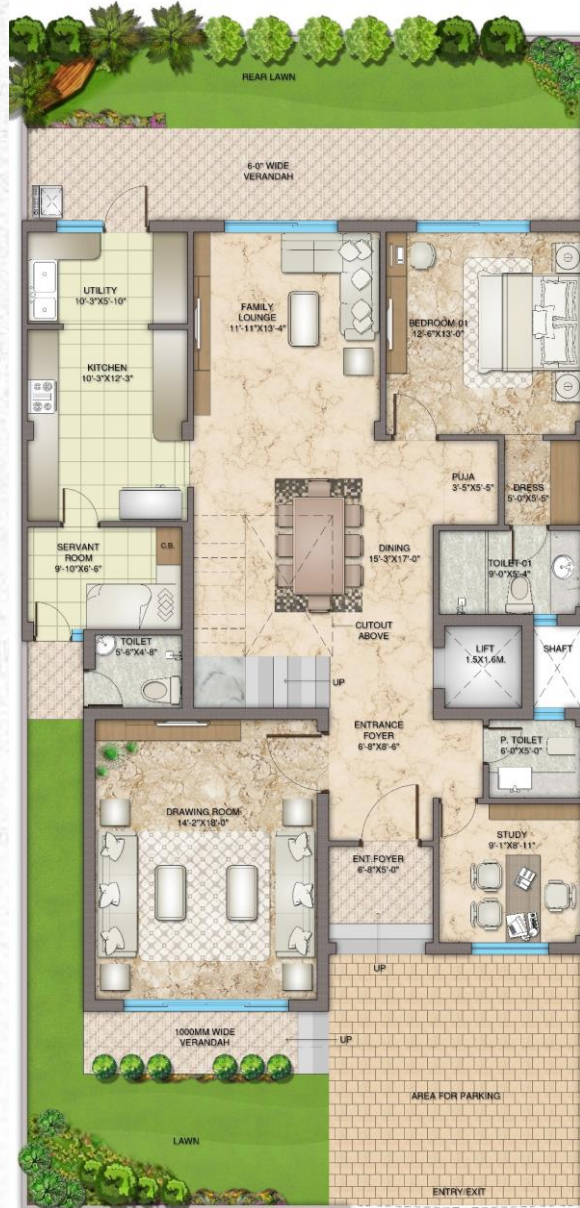 REAR LAWN
6-0" WIDE
VERANDAH
UTILITY
10'-3"X5'-10"
FAMILY
LOUNGE
11'-11"X13'-4"
BEDROOM-01
12'-6"X13'-0"
KITCHEN
10'-3"X12'-3"
PUJA
3'-5"X5'-5"
DRESS
5'-0"X5'-5"
SERVANT
ROOM
9'-10"X6'-6"
C.B.
DINING
15'-3"X17'-0"
TOILET-01
9'-0"X5'-4"
CUTOUT
ABOVE
TOILET
5'-6"X4'-8"
LIFT
1.5X1.6M.
SHAFT
UP
ENTRANCE
FOYER
6'-8"X8'-6"
P. TOILET
6'-0"X5'-0"
DRAWING ROOM
14'-2"X18'-0"
STUDY
9'-1"X8'-11"
ENT.FOYER
6'-8"X5'-0"
UP
1000MM WIDE
VERANDAH
UP
AREA FOR PARKING
LAWN
ENTRY/EXIT